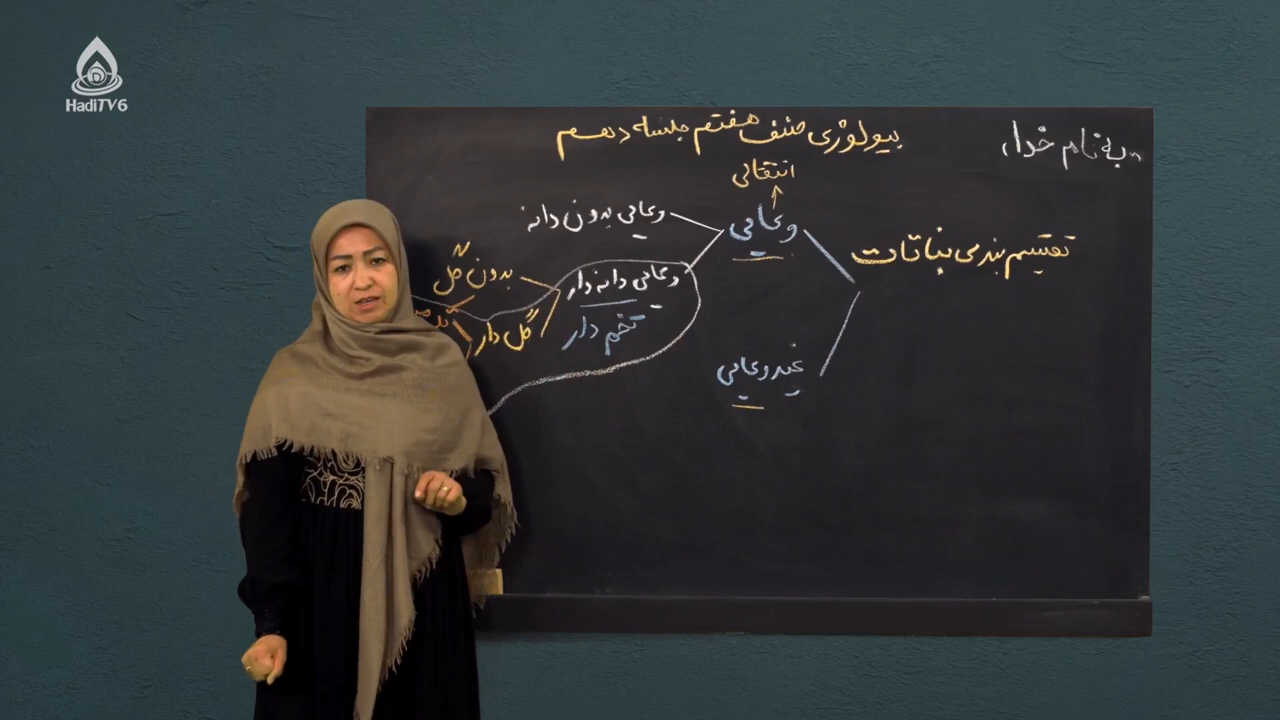 HadiTV6
به نام خدا
بیولوژی صنف هفتم جلسه دهم
تقسیم بندی نباتات
انتقالی
وعایی
غیر وعایی
وعایی بدون دانه
وعایی دانه دار
تخم دار
بدون گل
گل دار